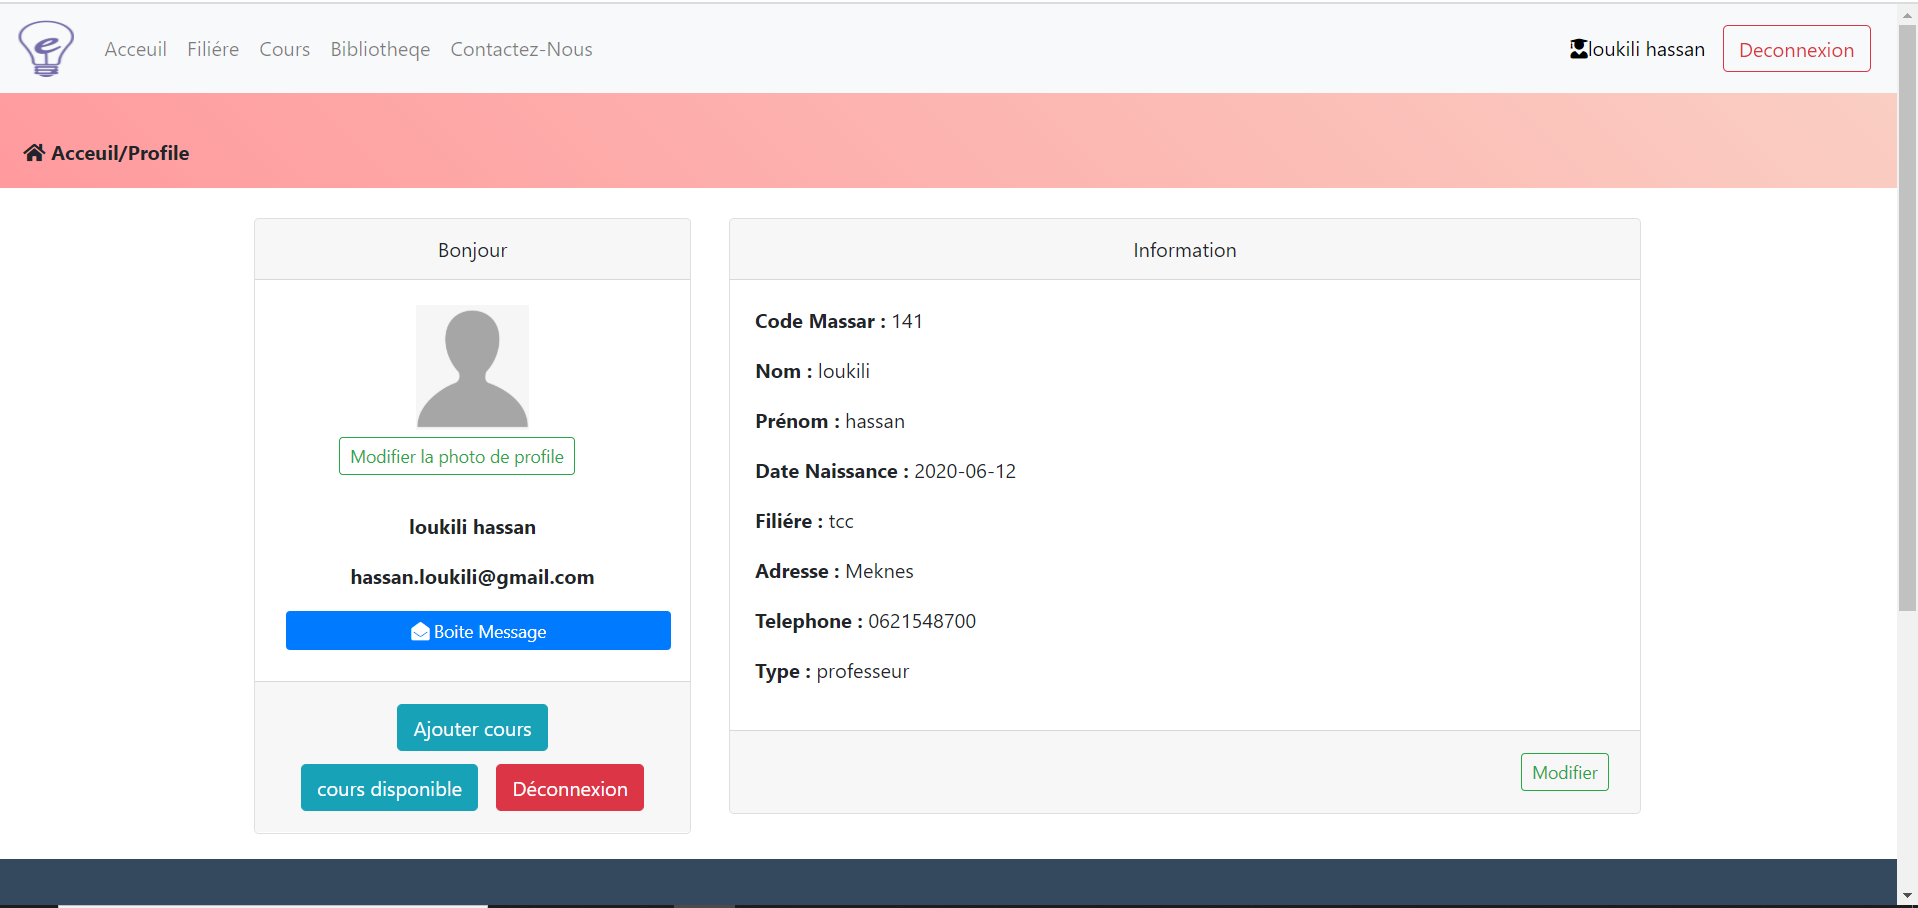 e
Acceuil Filiére Cours Bibliotheqe Contactez-Nous
loukili hassan Deconnexion
Acceuil/Profile
Bonjour
Modifier la photo de profile
loukili hassan
hassan.loukili@gmail.com
Boite Message
Ajouter cours
cours disponible Déconnexion
Information
Code Massar : 141
Nom : loukili
Prénom : hassan
Date Naissance : 2020-06-12
Filiére : tcc
Adresse : Meknes
Telephone : 0621548700
Type : professeur
Modifier